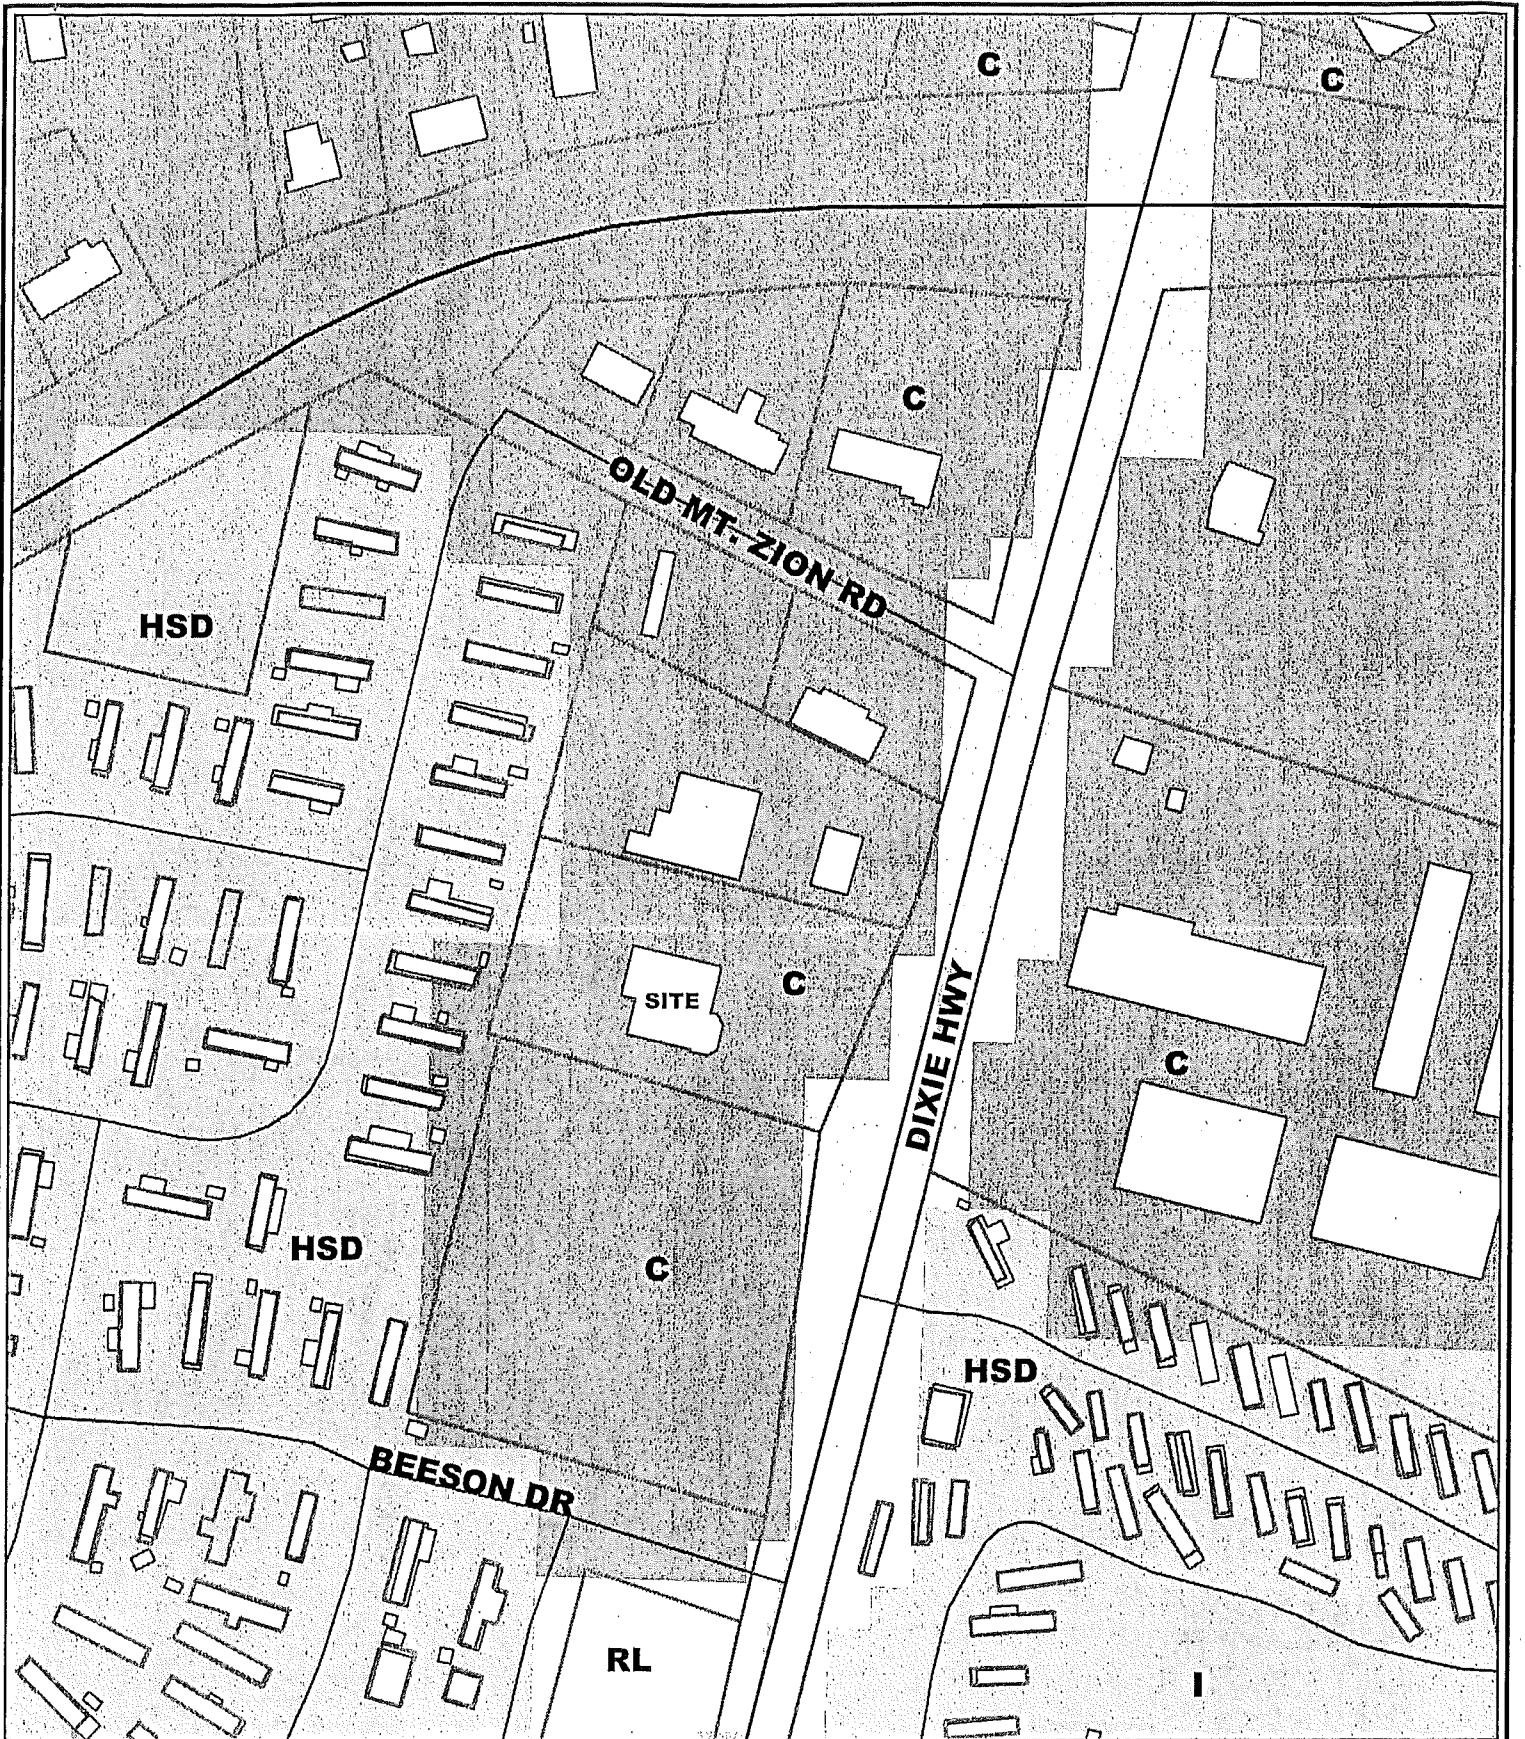 C
C
C
OLD MT. ZION RD
HSD
C
SITE
DIXIE HWY
C
HSD
C
HSD
BEESON DR
RL
I